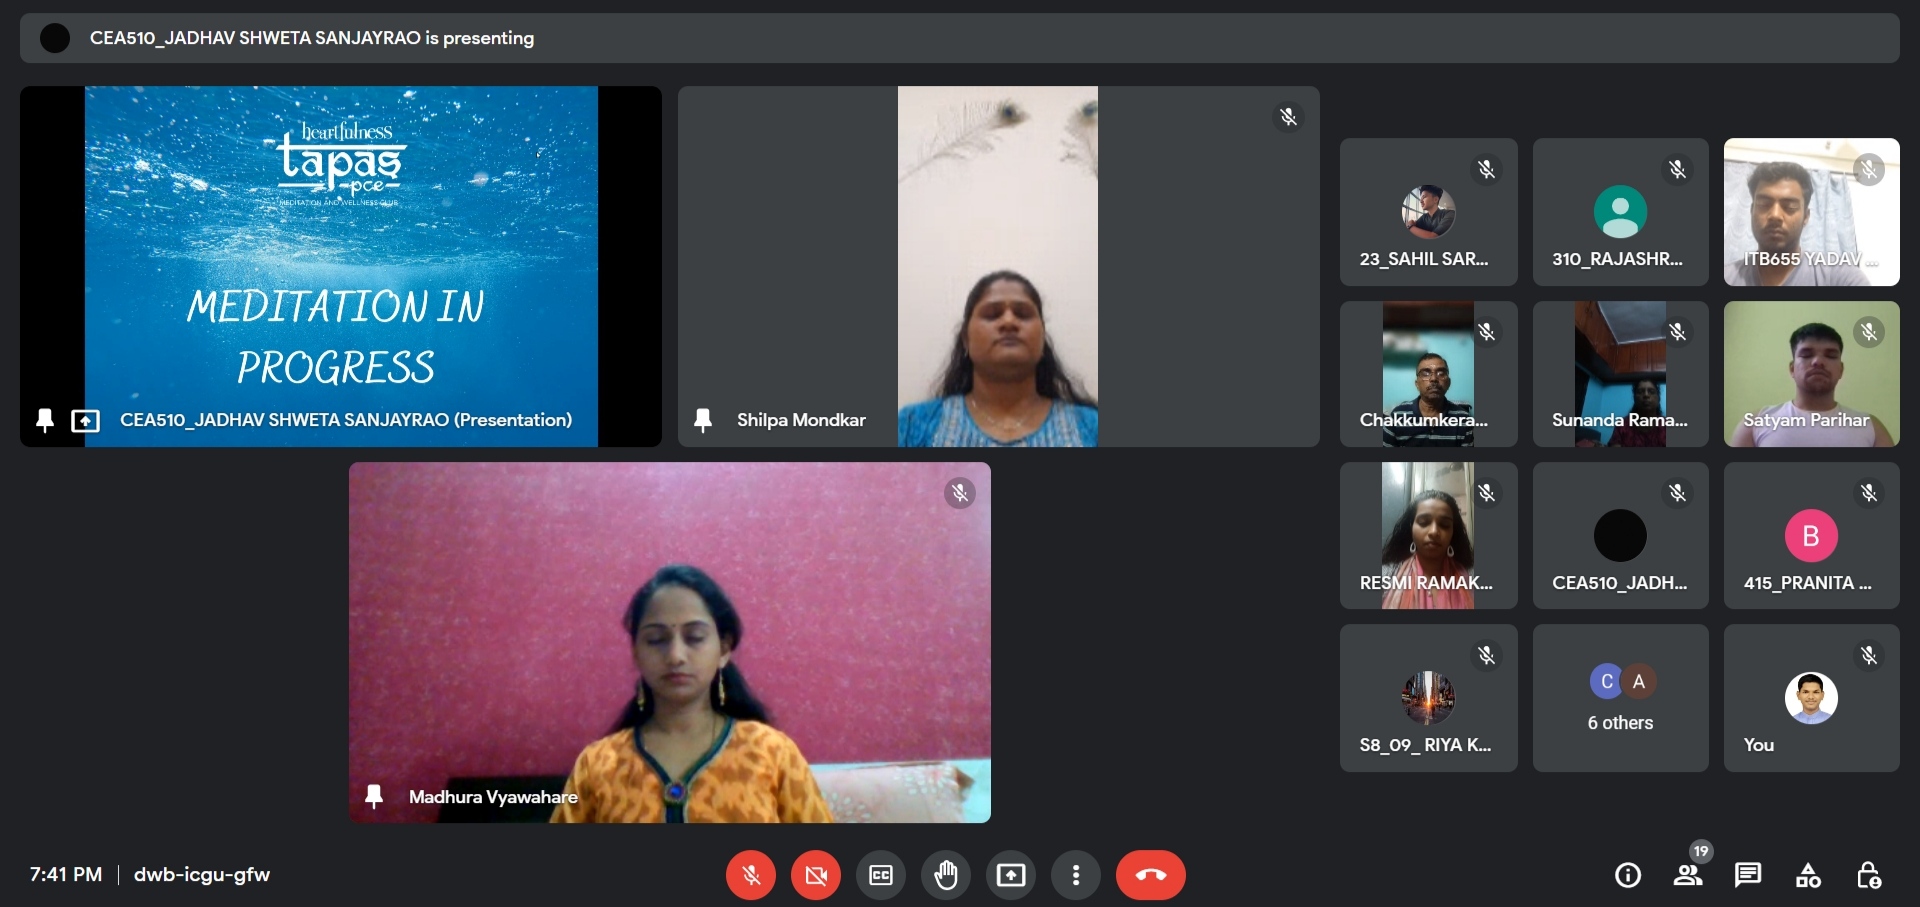 CEA510_JADHAV SHWETA SANJAYRAO is presenting
heartfulness
tapas
pce
MEDITATION AND WELLNESS CLUB
MEDITATION IN
PROGRESS
CEA510_JADHAV SHWETA SANJAYRAO (Presentation)
Shilpa Mondkar
Madhura Vyawahare
23_SAHIL SAR...
310_RAJASHR...
ITB655 YADAV ...
Chakkumkera...
Sunanda Rama...
Satyam Parihar
RESMI RAMAK...
CEA510_JADH...
B
415_PRANITA ...
S8_09_ RIYA K...
C
A
6 others
You
7:41 PM
dwb-icgu-gfw
CC
19